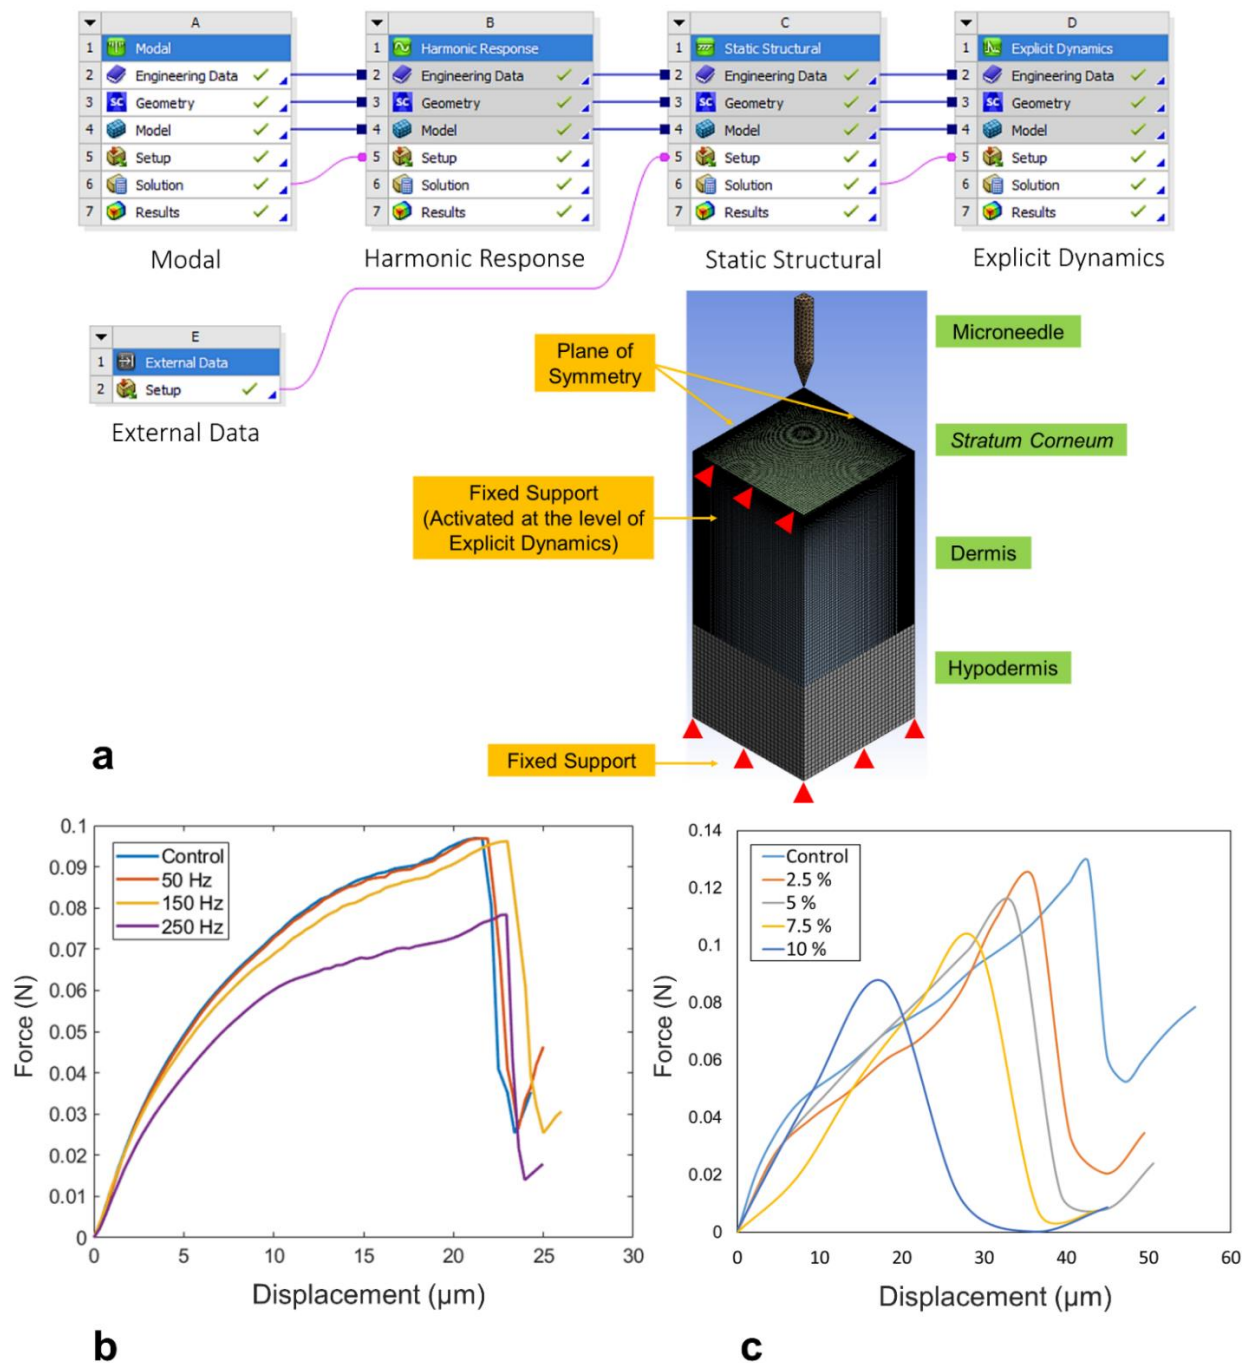 A
1 Modal
2 Engineering Data
3 Geometry
4 Model
5 Setup
6 Solution
7 Results
Modal
B
1 Harmonic Response
2 Engineering Data
3 Geometry
4 Model
5 Setup
6 Solution
7 Results
Harmonic Response
C
1 Static Structural
2 Engineering Data
3 Geometry
4 Model
5 Setup
6 Solution
7 Results
Static Structural
D
1 Explicit Dynamics
2 Engineering Data
3 Geometry
4 Model
5 Setup
6 Solution
7 Results
Explicit Dynamics
E
1 External Data
2 Setup
External Data
Plane of
Symmetry
Fixed Support
(Activated at the level of
Explicit Dynamics)
Fixed Support
Microneedle
Stratum Corneum
Dermis
Hypodermis
a
0.1
0.09
0.08
0.07
0.06
0.05
0.04
0.03
0.02
0.01
0
Force (N)
Control
50 Hz
150 Hz
250 Hz
0 5 10 15 20 25 30
Displacement (μm)
b
0.14
0.12
0.1
0.08
0.06
0.04
0.02
0
Force (N)
Control
2.5 %
5 %
7.5 %
10 %
0 10 20 30 40 50 60
Displacement (μm)
c